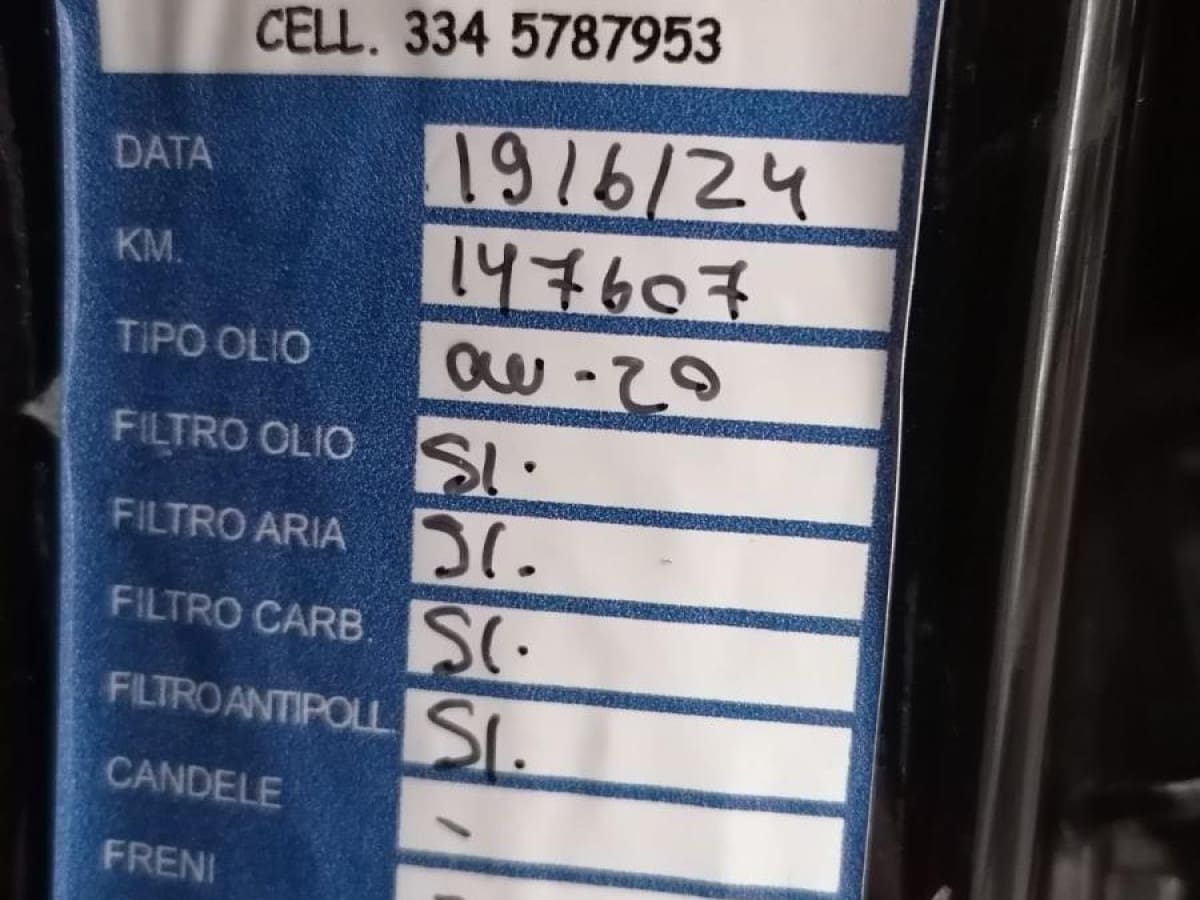 CELL. 334 5787953
DATA 19/6/24
KM. 147607
TIPO OLIO 0W-20
FILTRO OLIO SI.
FILTRO ARIA SI.
FILTRO CARB. SI.
FILTRO ANTIPOLL. SI.
CANDELE -
FRENI